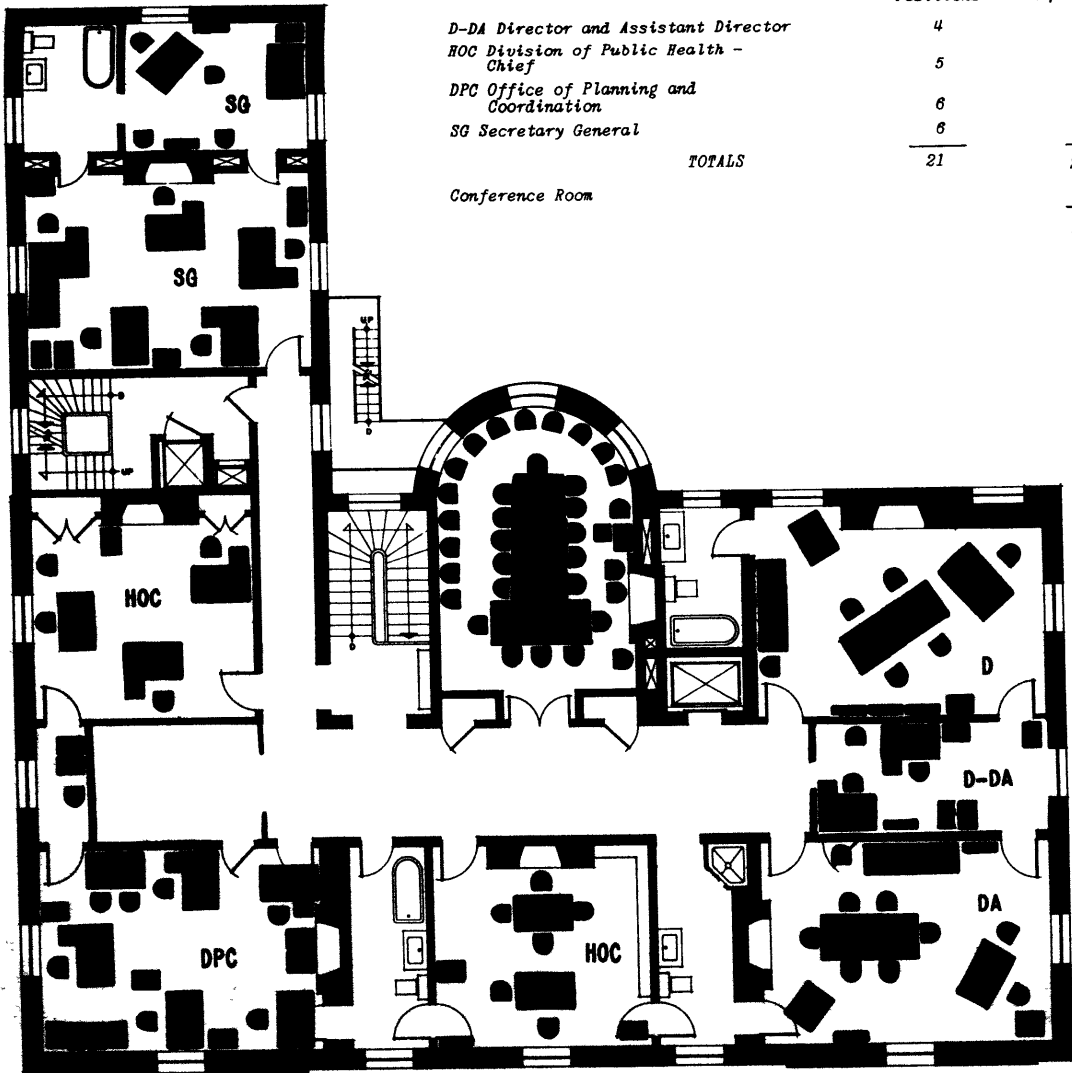 D-DA Director and Assistant Director 4
HOC Division of Public Health -
Chief 5
DPC Office of Planning and
Coordination 6
SG Secretary General 6
TOTALS 21
Conference Room
SG
SG
UP
D
D
UP
HOC
D
D
D-DA
DA
DPC
HOC